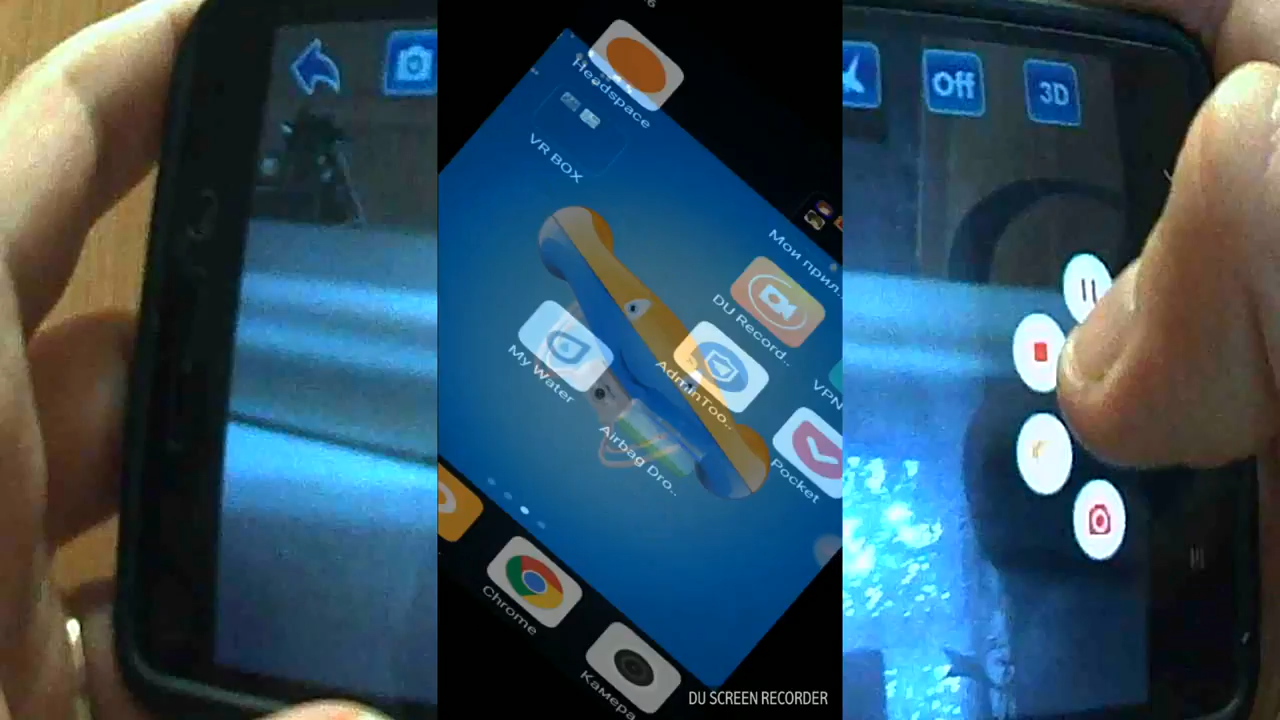 Headspace
VR BOX
Мои прил..
DU Record..
My Water
AdminToo..
VPN
Airbag Dro..
Pocket
Chrome
Камера
Off
3D
DU SCREEN RECORDER